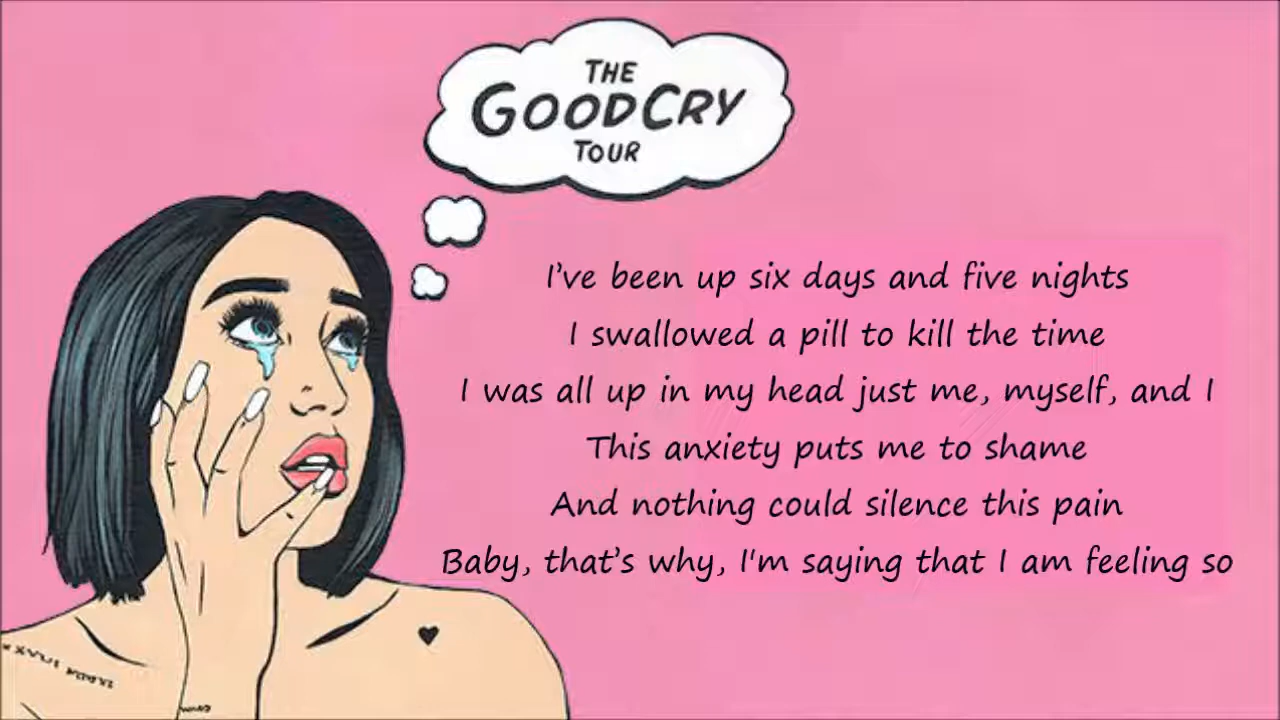 THE
GOOD CRY
TOUR
I've been up six days and five nights
I swallowed a pill to kill the time
I was all up in my head just me, myself, and I
This anxiety puts me to shame
And nothing could silence this pain
Baby, that's why, I'm saying that I am feeling so